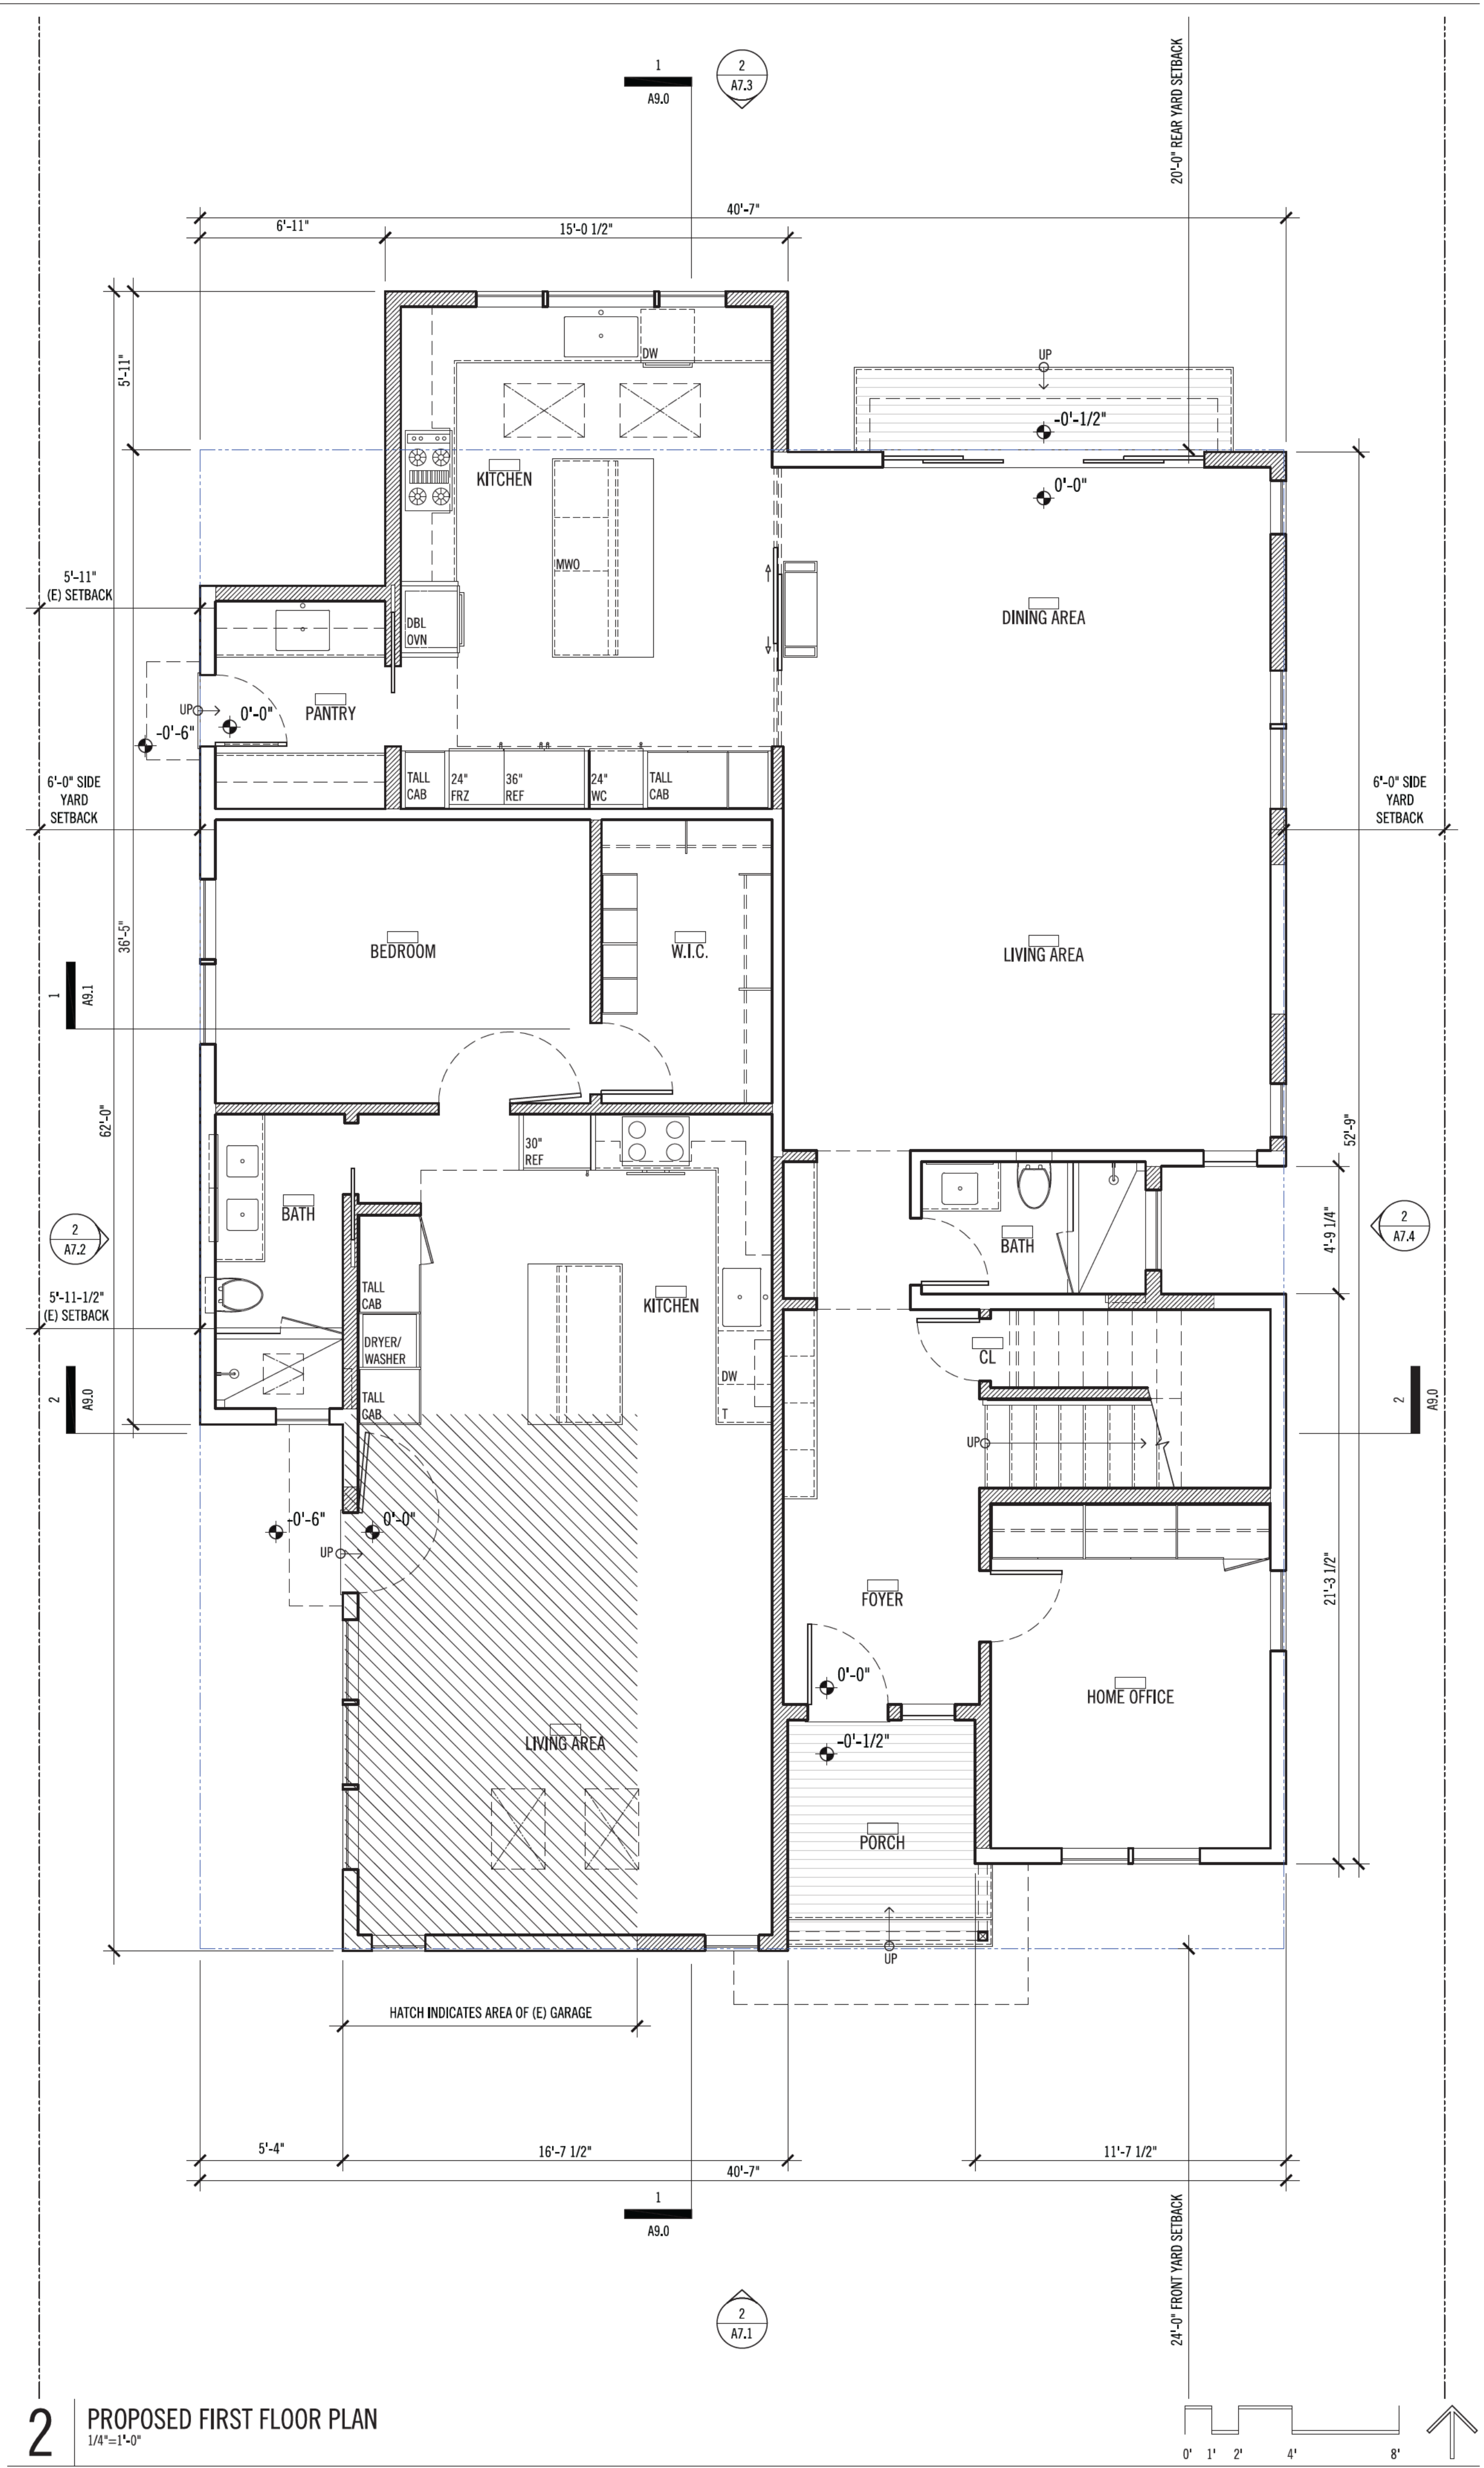 1
A9.0
2
A7.3
20'-0" REAR YARD SETBACK
40'-7"
6'-11"
15'-0 1/2"
5'-11"
UP
-0'-1/2"
0'-0"
DW
KITCHEN
MWO
DBL
OVN
DINING AREA
5'-11"
(E) SETBACK
UP
0'-0"
-0'-6"
PANTRY
TALL
CAB
24"
FRZ
36"
REF
24"
WC
TALL
CAB
6'-0" SIDE
YARD
SETBACK
6'-0" SIDE
YARD
SETBACK
36'-5"
BEDROOM
W.I.C.
LIVING AREA
1
A9.1
62'-0"
52'-9"
30"
REF
BATH
BATH
2
A7.2
2
A7.4
4'-9 1/4"
TALL
CAB
KITCHEN
5'-11-1/2"
(E) SETBACK
DRYER/
WASHER
CL
DW
TALL
CAB
T
2
A9.0
2
A9.0
UP
-0'-6"
0'-0"
UP
FOYER
21'-3 1/2"
0'-0"
HOME OFFICE
-0'-1/2"
LIVING AREA
PORCH
UP
HATCH INDICATES AREA OF (E) GARAGE
5'-4"
16'-7 1/2"
11'-7 1/2"
40'-7"
1
A9.0
24'-0" FRONT YARD SETBACK
2
A7.1
2
PROPOSED FIRST FLOOR PLAN
1/4"=1'-0"
0' 1' 2' 4' 8'